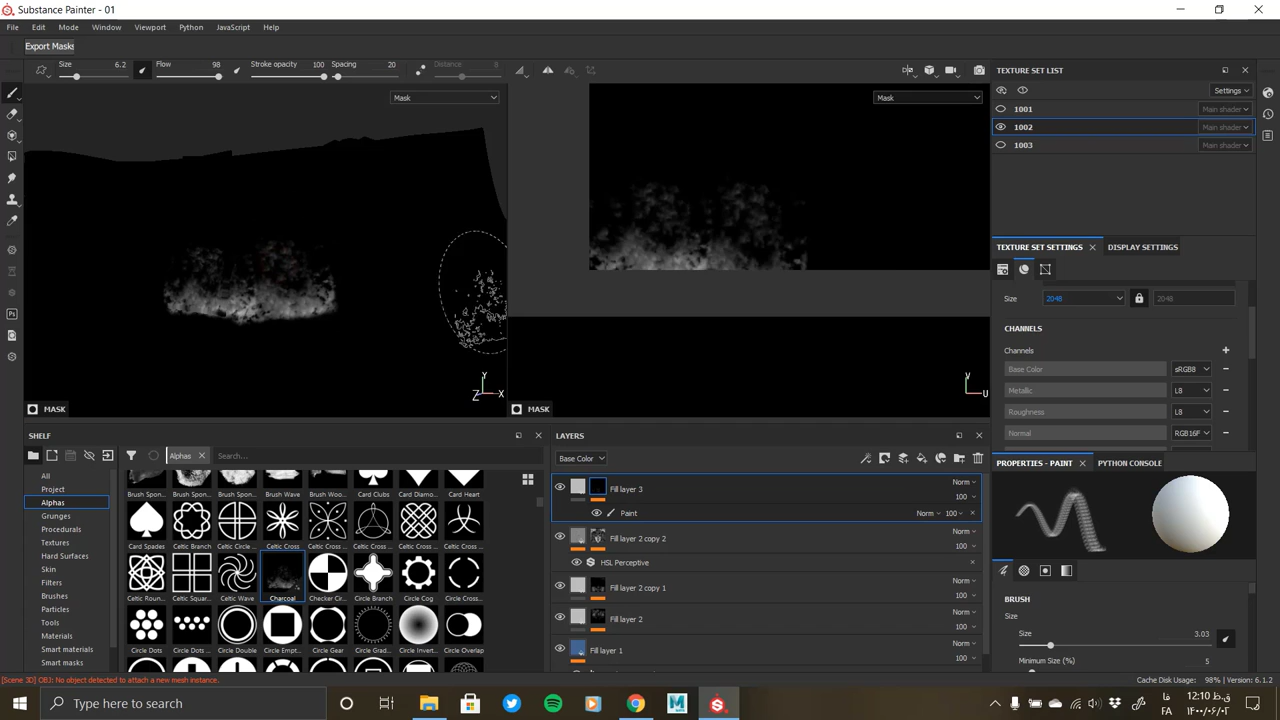 Substance Painter - 01
File Edit Mode Window Viewport Python JavaScript Help
Export Masks
Size 6.2 Flow 98 Stroke opacity 100 Spacing 20 Distance 8
Mask
Mask
Y
Z X
V
U
MASK
MASK
TEXTURE SET LIST
Settings
1001 Main shader
1002 Main shader
1003 Main shader
TEXTURE SET SETTINGS DISPLAY SETTINGS
Size 2048 2048
CHANNELS
Channels
Base Color sRGB8
Metallic L8
Roughness L8
Normal RGB16F
PROPERTIES - PAINT PYTHON CONSOLE
BRUSH
Size
Size 3.03
Minimum Size (%) 5
SHELF
Alphas Search...
All
Project
Alphas
Grunges
Procedurals
Textures
Hard Surfaces
Skin
Filters
Brushes
Particles
Tools
Materials
Smart materials
Smart masks
Brush Spon... Brush Spon... Brush Spon... Brush Wave Brush Woo... Card Clubs Card Diamond Card Heart
Card Spades Celtic Branch Celtic Circle ... Celtic Cross Celtic Cross ... Celtic Cross ... Celtic Cross ... Celtic Cross ...
Celtic Roun... Celtic Squar... Celtic Wave Charcoal Checker Cir... Circle Branch Circle Cog Circle Cross...
Circle Dots Circle Dots ... Circle Double Circle Empt... Circle Gear Circle Grad... Circle Invert... Circle Overlap
LAYERS
Base Color
Fill layer 3 Norm 100
Paint Norm 100
Fill layer 2 copy 2 Norm 100
HSL Perceptive
Fill layer 2 copy 1 Norm 100
Fill layer 2 Norm 100
Fill layer 1 Norm 100
[Scene 3D] OBJ: No object detected to attach a new mesh instance.
Cache Disk Usage: 98% | Version: 6.1.2
Type here to search
FA
فا
12:10 ق.ظ
۱۴۰۰/۰۶/۰۲